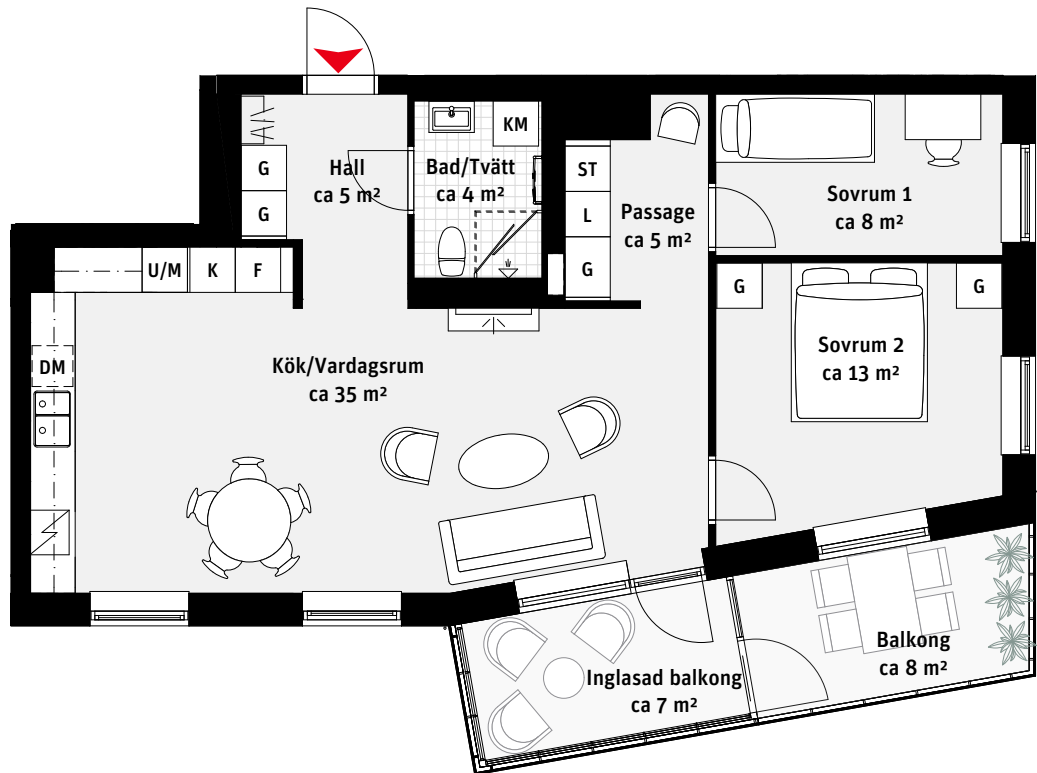 KM
G
Hall
ca 5 m²
G
Bad/Tvätt
ca 4 m²
ST
L
G
Passage
ca 5 m²
Sovrum 1
ca 8 m²
U/M
K
F
G
G
Sovrum 2
ca 13 m²
DM
Kök/Vardagsrum
ca 35 m²
Inglasad balkong
ca 7 m²
Balkong
ca 8 m²